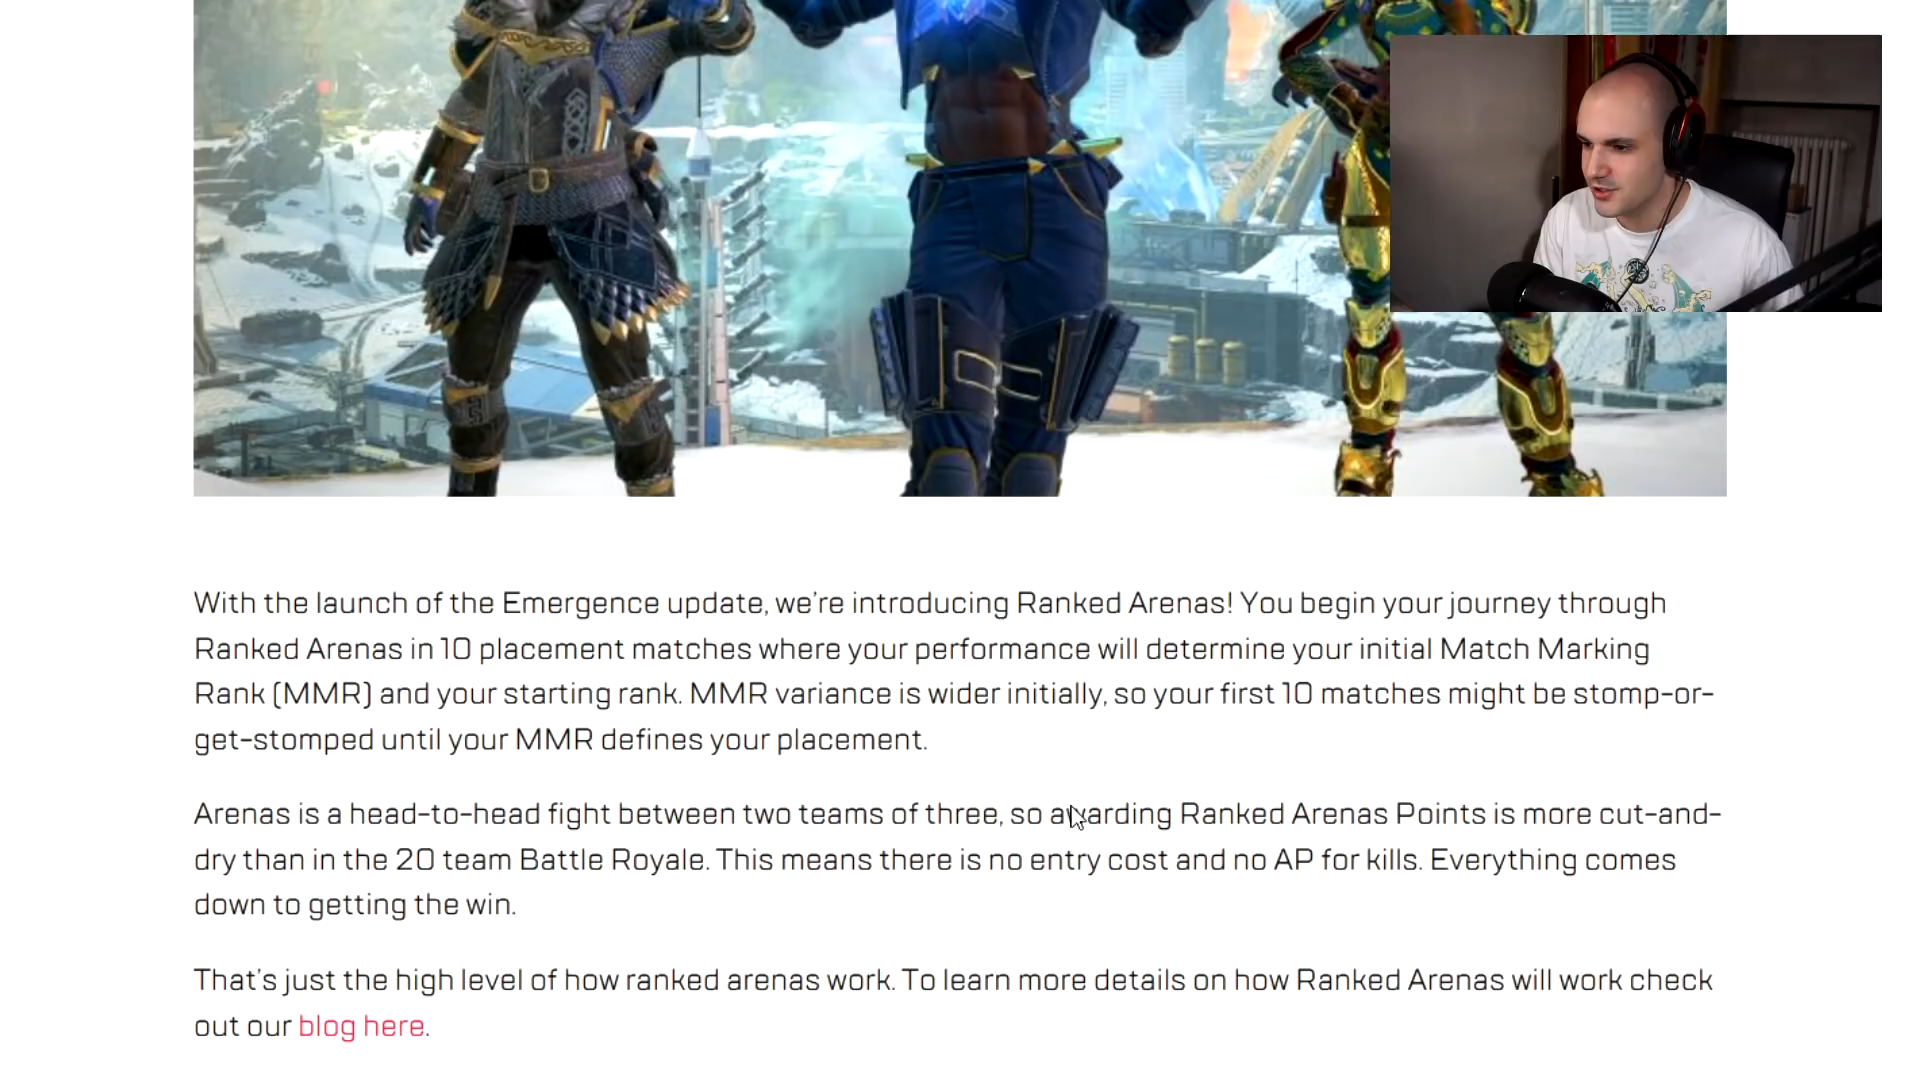 With the launch of the Emergence update, we're introducing Ranked Arenas! You begin your journey through
Ranked Arenas in 10 placement matches where your performance will determine your initial Match Marking
Rank (MMR) and your starting rank. MMR variance is wider initially, so your first 10 matches might be stomp-or-
get-stomped until your MMR defines your placement.
Arenas is a head-to-head fight between two teams of three, so awarding Ranked Arenas Points is more cut-and-
dry than in the 20 team Battle Royale. This means there is no entry cost and no AP for kills. Everything comes
down to getting the win.
That's just the high level of how ranked arenas work. To learn more details on how Ranked Arenas will work check
out our blog here.